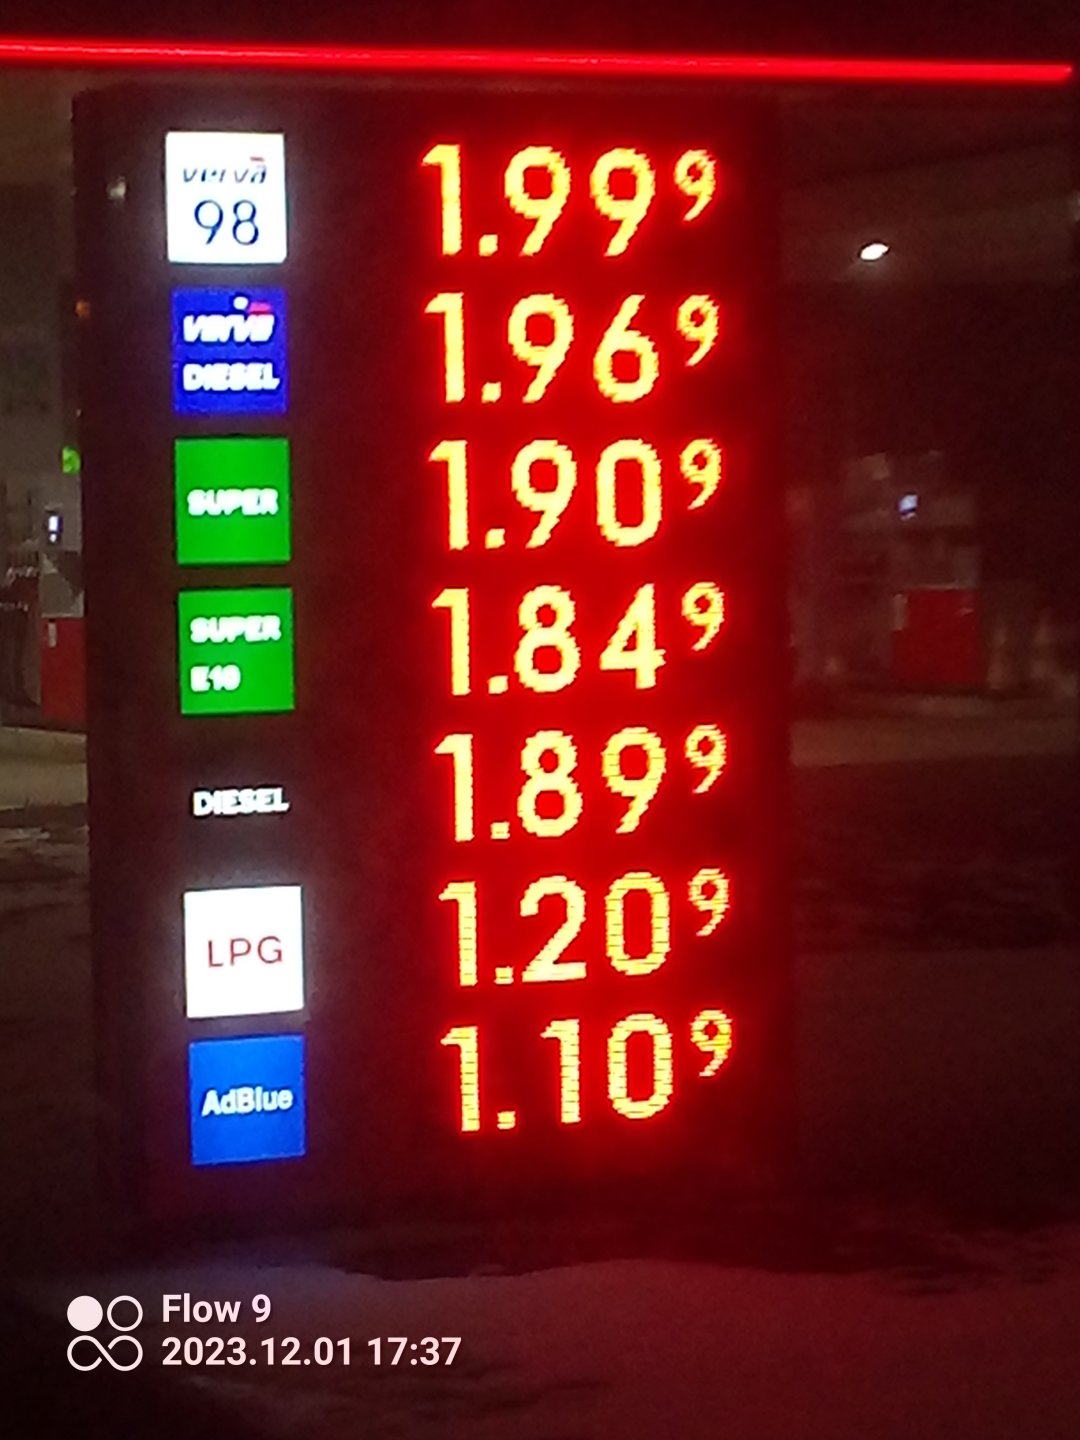 verva
98
1.99⁹
verva
DIESEL
1.96⁹
SUPER
1.90⁹
SUPER
E10
1.84⁹
DIESEL
1.89⁹
LPG
1.20⁹
AdBlue
1.10⁹
Flow 9
2023.12.01 17:37